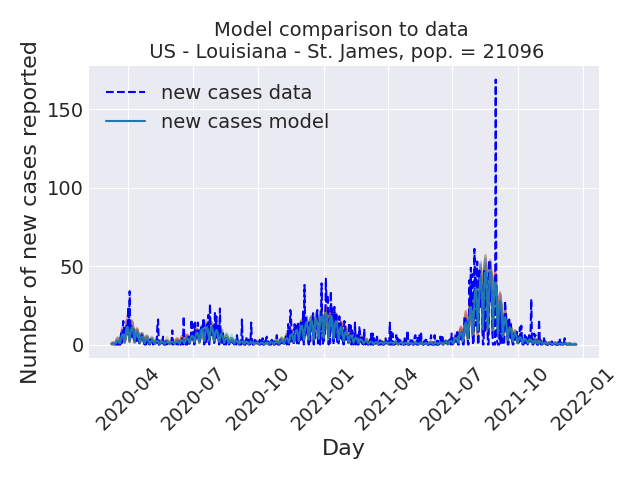 Model comparison to data
US - Louisiana - St. James, pop. = 21096
Number of new cases reported
150
100
50
0
new cases data
new cases model
2020-04
2020-07
2020-10
2021-01
2021-04
2021-07
2021-10
2022-01
Day